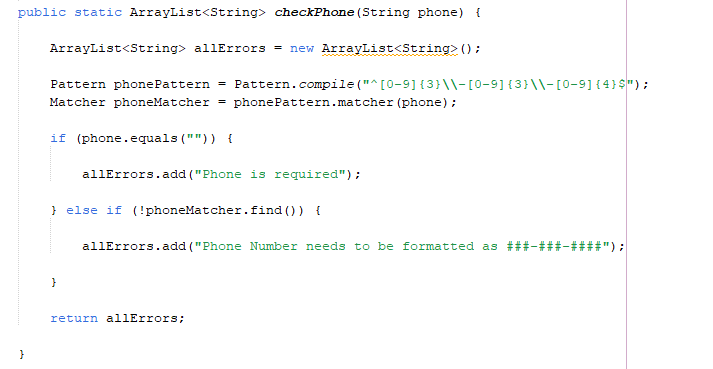 public static ArrayList<String> checkPhone(String phone) {
ArrayList<String> allErrors = new ArrayList<String>();
Pattern phonePattern = Pattern.compile("^[0-9]{3}\\-[0-9]{3}\\-[0-9]{4}$");
Matcher phoneMatcher = phonePattern.matcher(phone);
if (phone.equals("")) {
allErrors.add("Phone is required");
} else if (!phoneMatcher.find()) {
allErrors.add("Phone Number needs to be formatted as ###-###-####");
}
return allErrors;
}